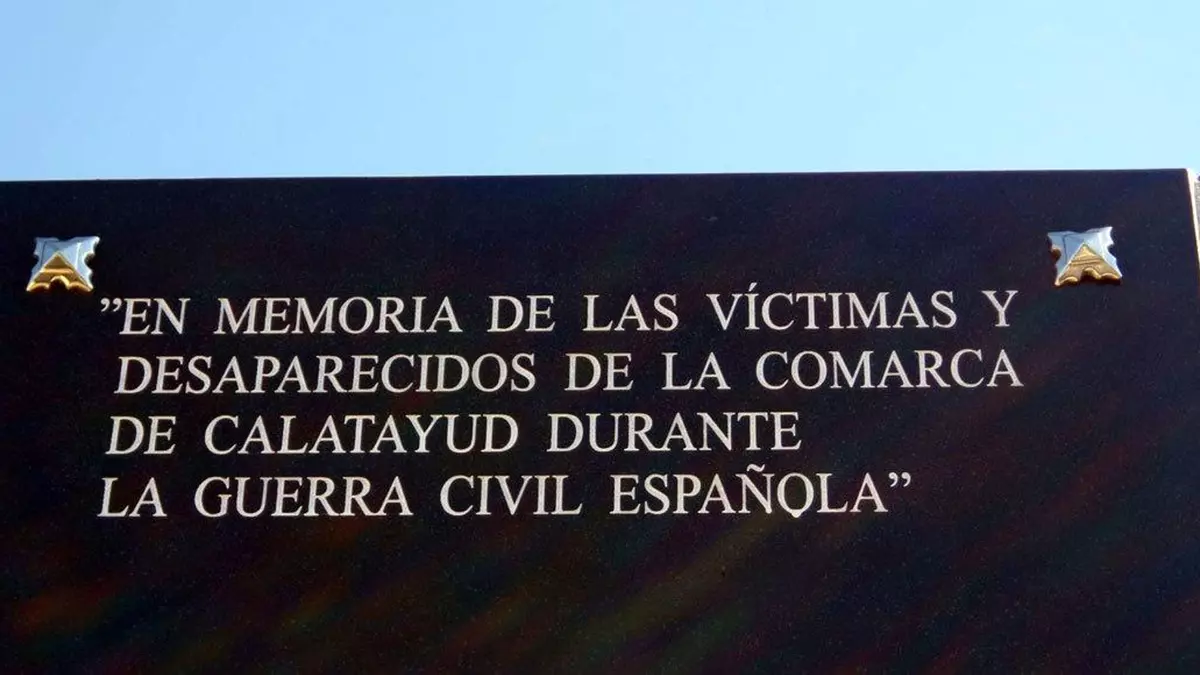 ”EN MEMORIA DE LAS VÍCTIMAS Y
DESAPARECIDOS DE LA COMARCA
DE CALATAYUD DURANTE
LA GUERRA CIVIL ESPAÑOLA”